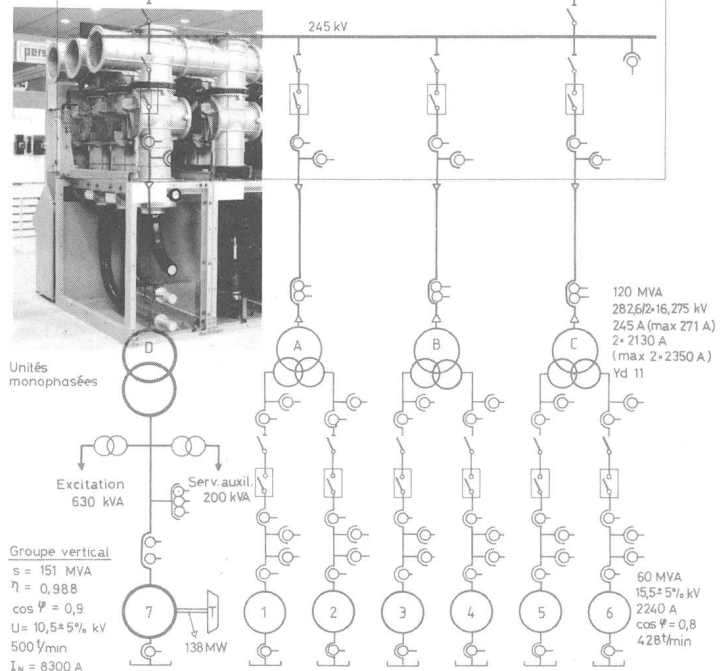 245 kV
pers
D
A
B
C
120 MVA
282,6/2×16,275 kV
245 A (max 271 A)
2× 2130 A
(max 2×2350 A)
Yd 11
Unités
monophasées
Excitation
630 kVA
Serv. auxil.
200 kVA
Groupe vertical
s = 151 MVA
η = 0,988
cos φ = 0,9
U = 10,5±5% kV
500 t/min
I_N = 8300 A
7
T
138 MW
1
2
3
4
5
6
60 MVA
15,5±5% kV
2240 A
cos φ = 0,8
428 t/min